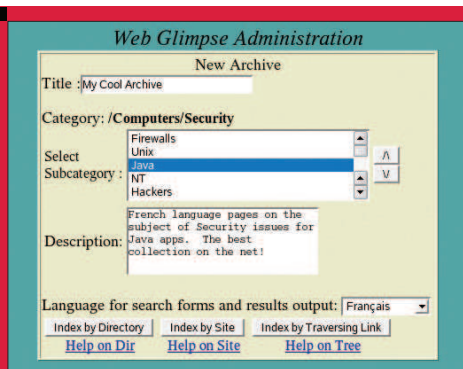 Web Glimpse Administration
New Archive
Title : My Cool Archive
Category: /Computers/Security
Firewalls
Unix
Select
Subcategory :
Java
NT
Hackers
/\
\/
Description:
French language pages on the
subject of Security issues for
Java apps.  The best
collection on the net!
Language for search forms and results output: Français
Index by Directory Index by Site Index by Traversing Link
Help on Dir Help on Site Help on Tree